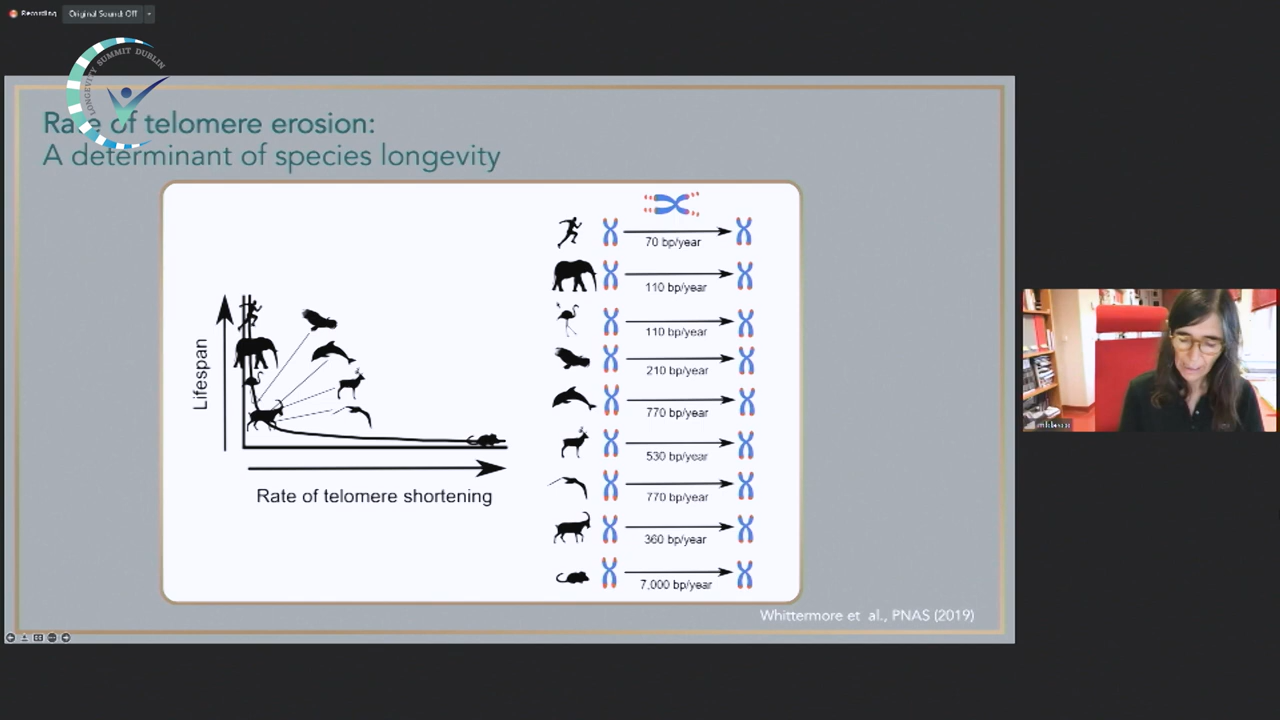 Recording
Original Sound: Off
LONGEVITY SUMMIT DUBLIN
Rate of telomere erosion:
A determinant of species longevity
Lifespan
Rate of telomere shortening
70 bp/year
110 bp/year
110 bp/year
210 bp/year
770 bp/year
530 bp/year
770 bp/year
360 bp/year
7,000 bp/year
Whittermore et al., PNAS (2019)